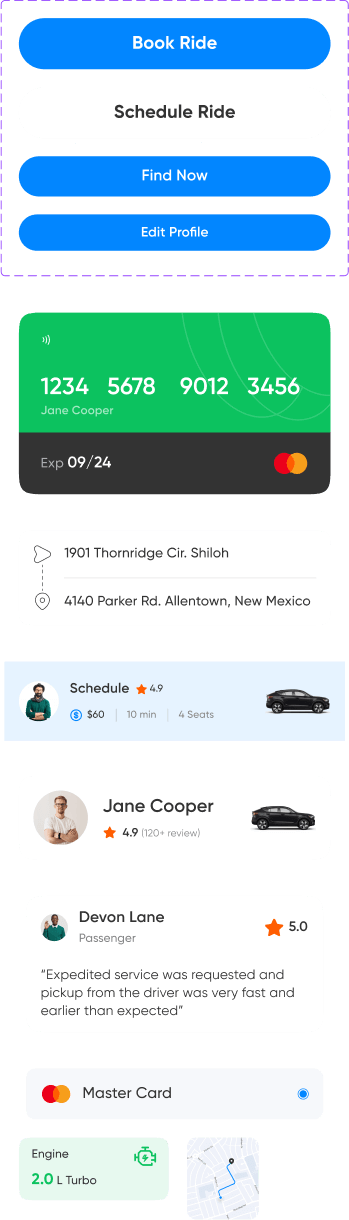 Book Ride
Schedule Ride
Find Now
Edit Profile
1234 5678 9012 3456
Jane Cooper
Exp 09/24
1901 Thornridge Cir. Shiloh
4140 Parker Rd. Allentown, New Mexico
Schedule 4.9
$60 10 min 4 Seats
Jane Cooper
4.9 (120+ review)
Devon Lane
Passenger
5.0
“Expedited service was requested and
pickup from the driver was very fast and
earlier than expected”
Master Card
Engine
2.0 L Turbo